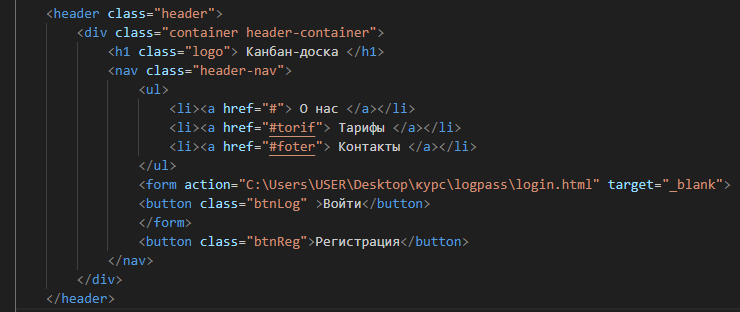 <header class="header">
<div class="container header-container">
<h1 class="logo"> Канбан-доска </h1>
<nav class="header-nav">
<ul>
<li><a href="#"> О нас </a></li>
<li><a href="#torif"> Тарифы </a></li>
<li><a href="#foter"> Контакты </a></li>
</ul>
<form action="C:\Users\USER\Desktop\курс\logpass\login.html" target="_blank">
<button class="btnLog" >Войти</button>
</form>
<button class="btnReg">Регистрация</button>
</nav>
</div>
</header>